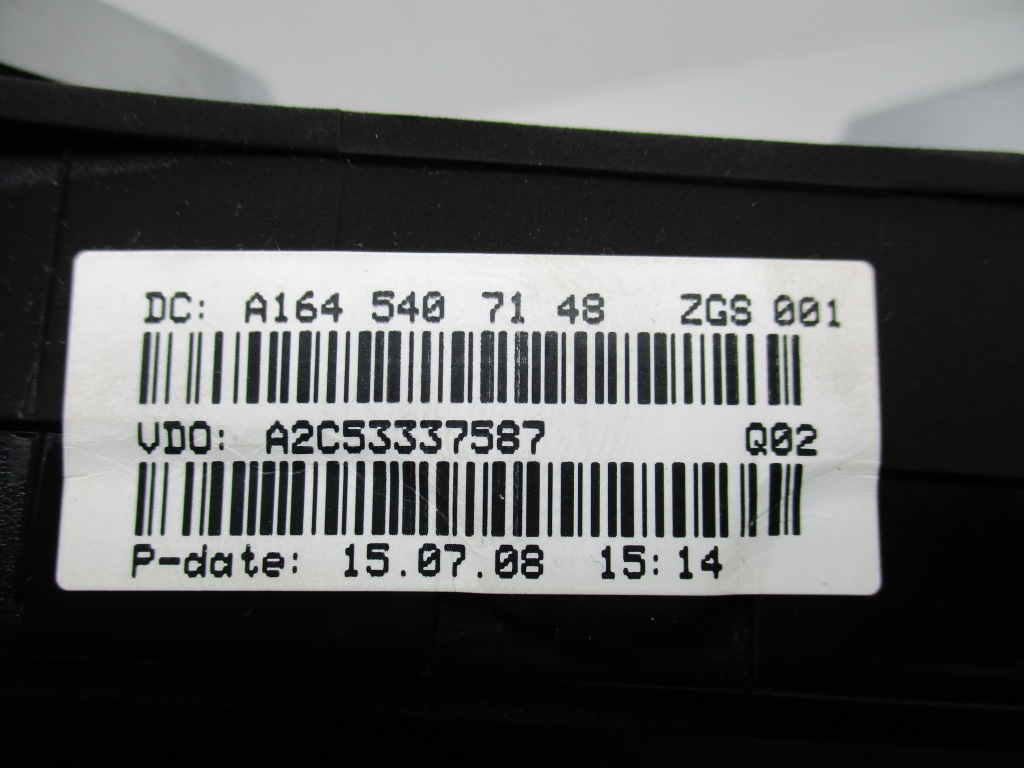 DC: A164 540 71 48 ZGS 001
VDO: A2C53337587 Q02
P-date: 15.07.08 15:14